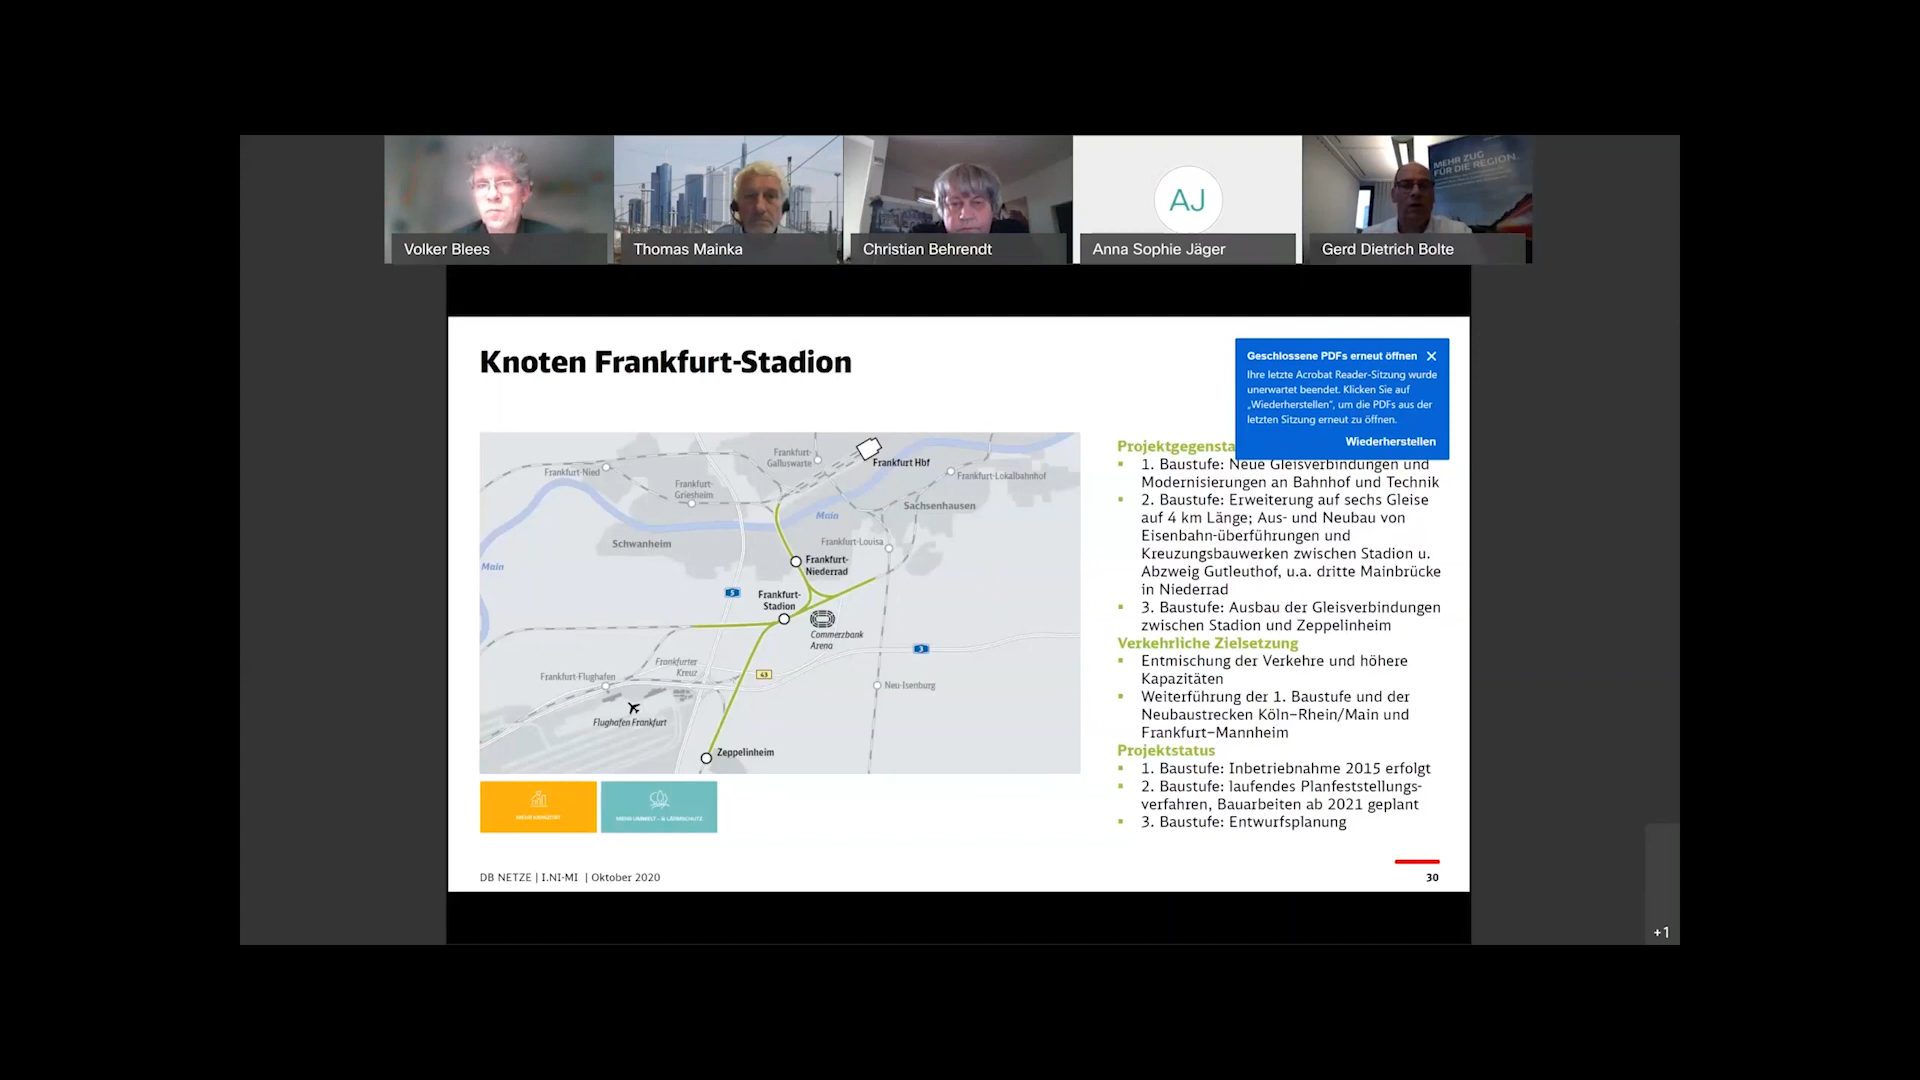 MEHR ZUG
FÜR DIE REGION.
AJ
Volker Blees
Thomas Mainka
Christian Behrendt
Anna Sophie Jäger
Gerd Dietrich Bolte
Knoten Frankfurt-Stadion
Geschlossene PDFs erneut öffnen
Ihre letzte Acrobat Reader-Sitzung wurde
unerwartet beendet. Klicken Sie auf
„Wiederherstellen“, um die PDFs aus der
letzten Sitzung erneut zu öffnen.
Wiederherstellen
Frankfurt-Nied
Frankfurt-
Griesheim
Frankfurt-
Galluswarte
Frankfurt Hbf
Frankfurt-Lokalbahnhof
Sachsenhausen
Main
Schwanheim
Frankfurt-Louisa
Main
Frankfurt-
Niederrad
5
Frankfurt-
Stadion
Commerzbank
Arena
3
Frankfurter
Kreuz
43
Frankfurt-Flughafen
Neu-Isenburg
Flughafen Frankfurt
Zeppelinheim
MEHR UMWELT- & LÄRMSCHUTZ
Projektgegensta
1. Baustufe: Neue Gleisverbindungen und
Modernisierungen an Bahnhof und Technik
2. Baustufe: Erweiterung auf sechs Gleise
auf 4 km Länge; Aus- und Neubau von
Eisenbahn-überführungen und
Kreuzungsbauwerken zwischen Stadion u.
Abzweig Gutleuthof, u.a. dritte Mainbrücke
in Niederrad
3. Baustufe: Ausbau der Gleisverbindungen
zwischen Stadion und Zeppelinheim
Verkehrliche Zielsetzung
Entmischung der Verkehre und höhere
Kapazitäten
Weiterführung der 1. Baustufe und der
Neubaustrecken Köln–Rhein/Main und
Frankfurt–Mannheim
Projektstatus
1. Baustufe: Inbetriebnahme 2015 erfolgt
2. Baustufe: laufendes Planfeststellungs-
verfahren, Bauarbeiten ab 2021 geplant
3. Baustufe: Entwurfsplanung
DB NETZE | I.NI-MI | Oktober 2020
30
+1